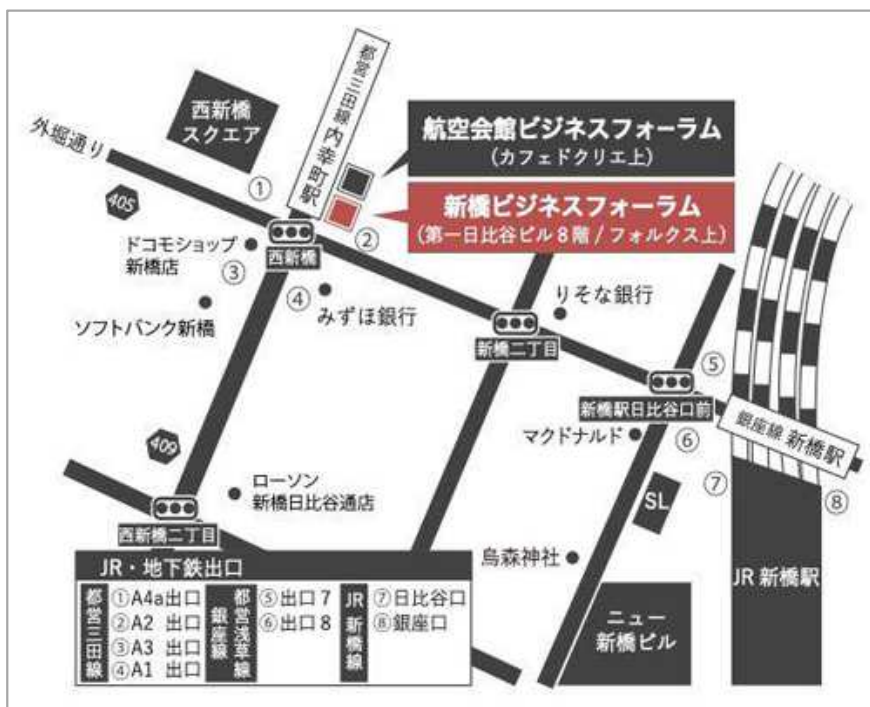 外堀通り
西新橋
スクエア
都営三田線 内幸町駅
航空会館ビジネスフォーラム
(カフェドクリエ上)
新橋ビジネスフォーラム
(第一日比谷ビル8階/フォルクス上)
405
①
②
ドコモショップ
新橋店
③
西新橋
④
みずほ銀行
ソフトバンク新橋
りそな銀行
新橋二丁目
⑤
新橋駅日比谷口前
銀座線 新橋駅
マクドナルド
⑥
409
ローソン
新橋日比谷通店
⑦
⑧
SL
西新橋二丁目
烏森神社
JR 新橋駅
ニュー
新橋ビル
JR・地下鉄出口
都営三田線
①A4a出口
②A2 出口
③A3 出口
④A1 出口
都営浅草線
銀座線
⑤出口7
⑥出口8
JR新橋線
⑦日比谷口
⑧銀座口